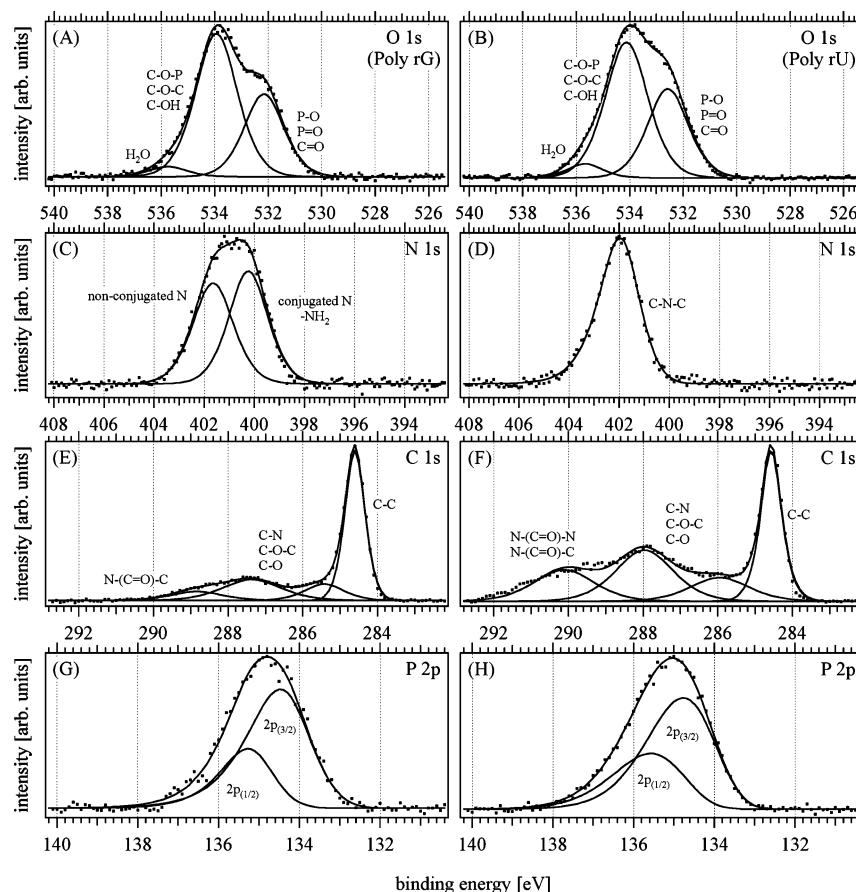 intensity [arb. units]
(A)
O 1s
(Poly rG)
C-O-P
C-O-C
C-OH
P-O
P=O
C=O
H₂O
540 538 536 534 532 530 528 526
(B)
O 1s
(Poly rU)
C-O-P
C-O-C
C-OH
P-O
P=O
C=O
H₂O
540 538 536 534 532 530 528 526
intensity [arb. units]
(C)
N 1s
non-conjugated N
conjugated N
-NH₂
408 406 404 402 400 398 396 394
(D)
N 1s
C-N-C
408 406 404 402 400 398 396 394
intensity [arb. units]
(E)
C 1s
C-C
C-N
C-O-C
C-O
N-(C=O)-C
292 290 288 286 284
(F)
C 1s
C-N
C-O-C
C-O
C-C
N-(C=O)-N
N-(C=O)-C
292 290 288 286 284
intensity [arb. units]
(G)
P 2p
2p(3/2)
2p(1/2)
140 138 136 134 132
(H)
P 2p
2p(3/2)
2p(1/2)
140 138 136 134 132
binding energy [eV]